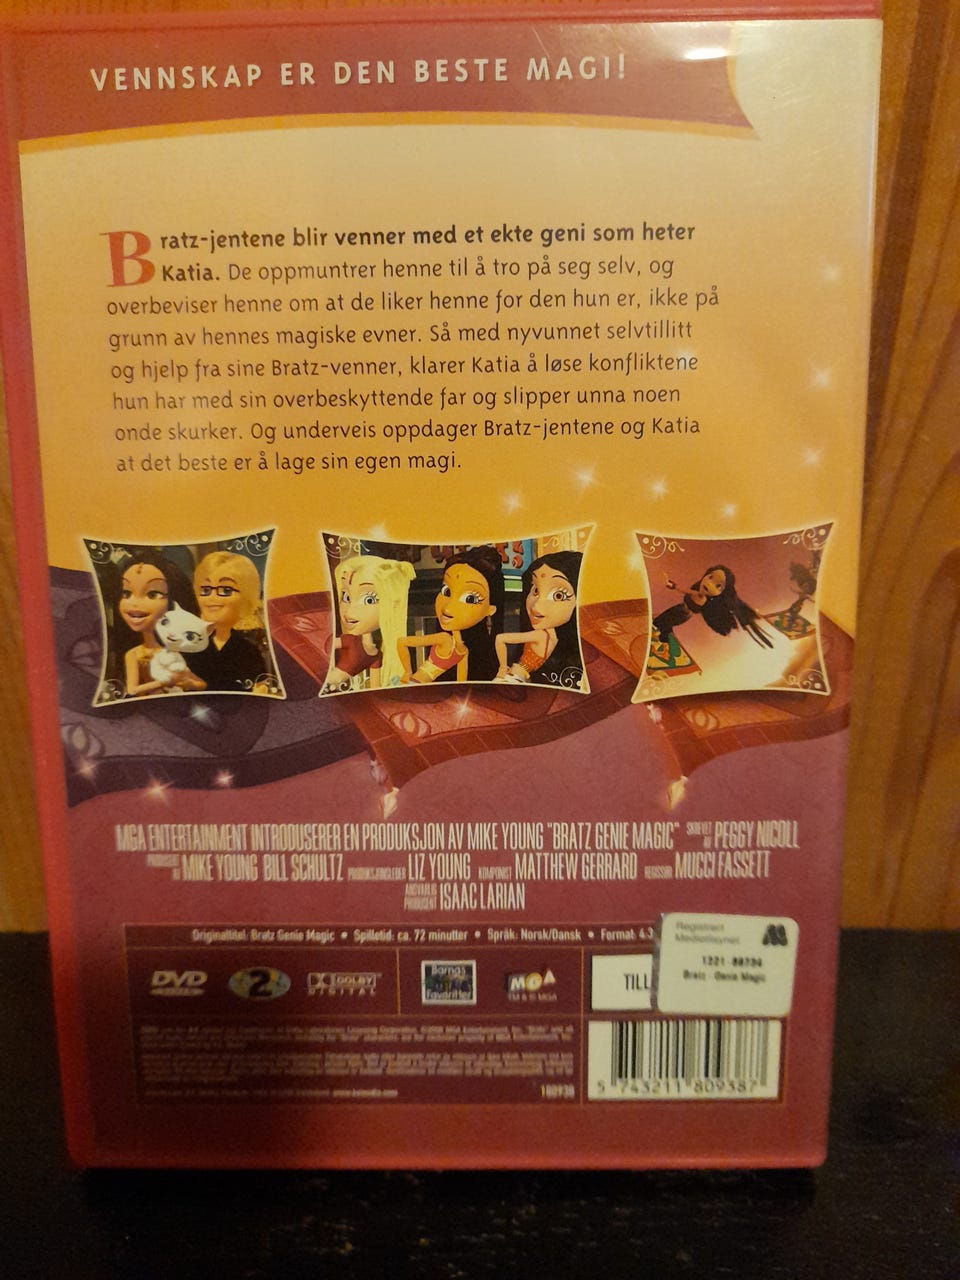 VENNSKAP ER DEN BESTE MAGI!
Bratz-jentene blir venner med et ekte geni som heter
Katia. De oppmuntrer henne til å tro på seg selv, og
overbeviser henne om at de liker henne for den hun er, ikke på
grunn av hennes magiske evner. Så med nyvunnet selvtillitt
og hjelp fra sine Bratz-venner, klarer Katia å løse konfliktene
hun har med sin overbeskyttende far og slipper unna noen
onde skurker. Og underveis oppdager Bratz-jentene og Katia
at det beste er å lage sin egen magi.
MGA ENTERTAINMENT INTRODUSERER EN PRODUKSJON AV MIKE YOUNG "BRATZ GENIE MAGIC" SKREVET AV PEGGY NICOLL
PRODUSERT AV MIKE YOUNG BILL SCHULTZ PRODUKSJONSLEDER LIZ YOUNG KOMPONIST MATTHEW GERRARD REGISSØR MUCCI FASSETT
ANSVARLIG PRODUSENT ISAAC LARIAN
Originaltittel: Bratz Genie Magic • Spilletid: ca. 72 minutter • Språk: Norsk/Dansk • Format: 4:3
Registrert
Medietilsynet
1221-88734
Bratz - Genie Magic
DVD
2
DOLBY
DIGITAL
Barnas
Favoritter
MGA
TM & © MGA
TILL
180938
5 743211 809387